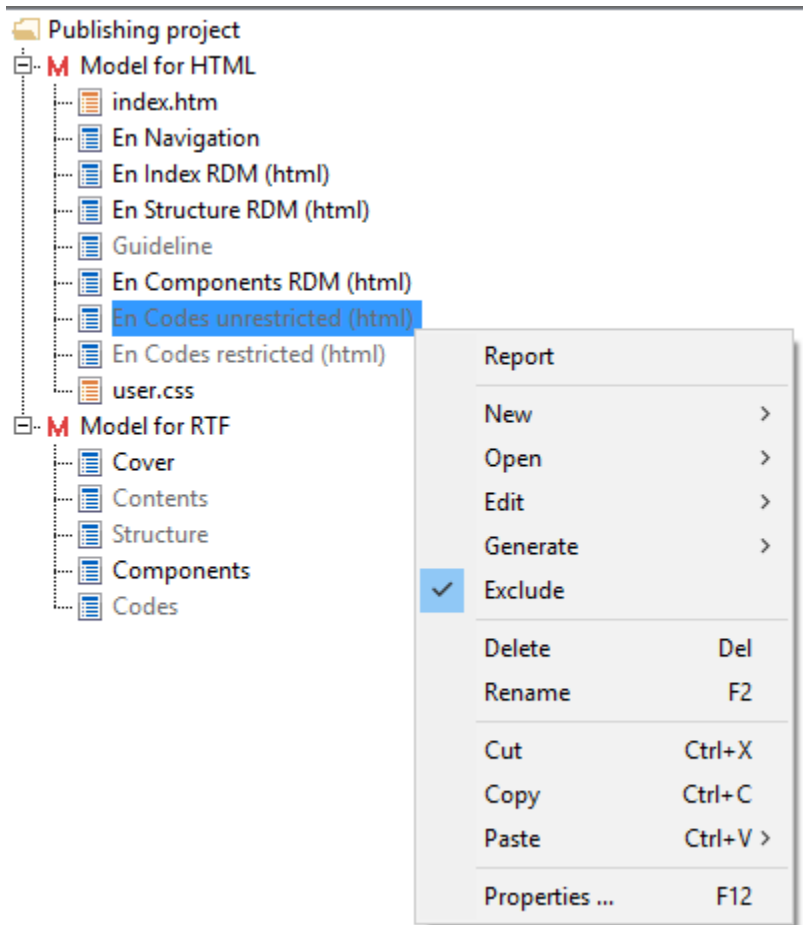 Publishing project
M Model for HTML
index.htm
En Navigation
En Index RDM (html)
En Structure RDM (html)
Guideline
En Components RDM (html)
En Codes unrestricted (html)
En Codes restricted (html)
user.css
M Model for RTF
Cover
Contents
Structure
Components
Codes
Report
New
Open
Edit
Generate
Exclude
Delete Del
Rename F2
Cut Ctrl+X
Copy Ctrl+C
Paste Ctrl+V
Properties ... F12